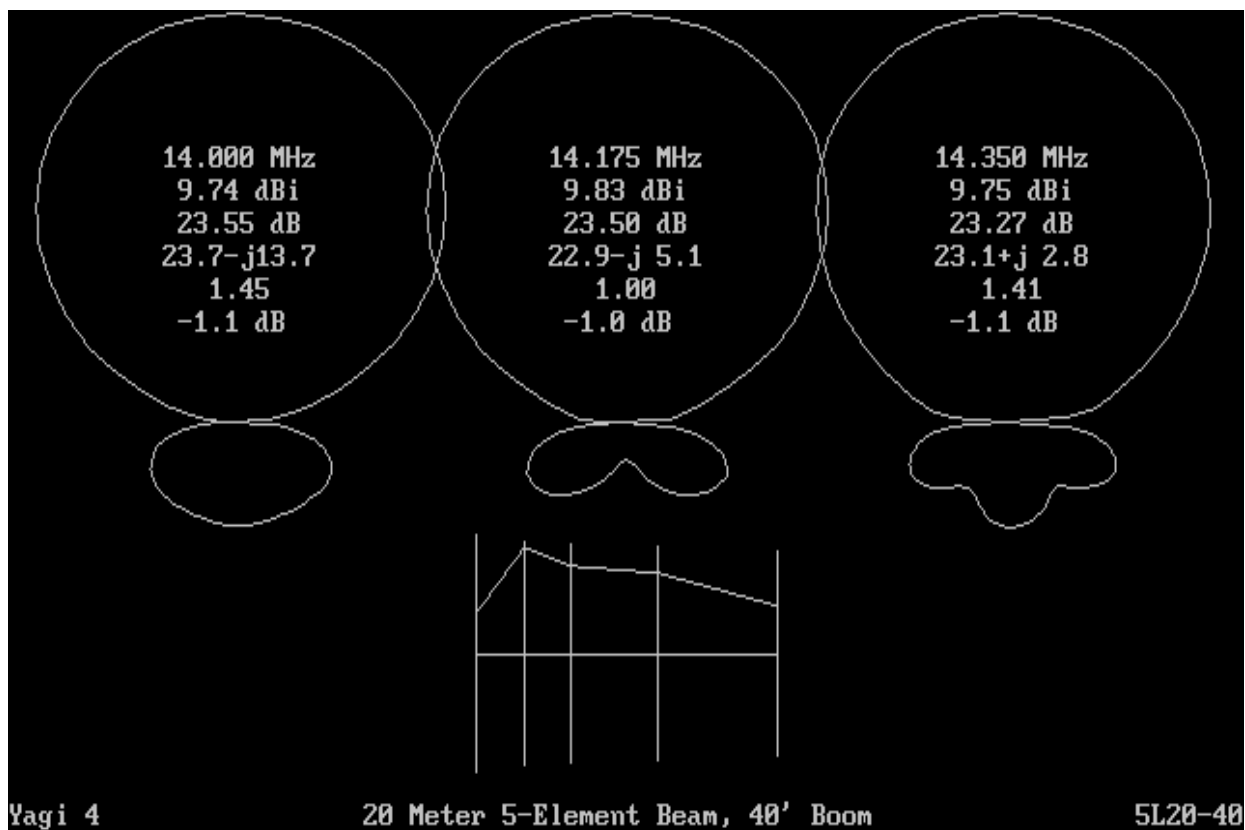 14.000 MHz
9.74 dBi
23.55 dB
23.7-j13.7
1.45
-1.1 dB
14.175 MHz
9.83 dBi
23.50 dB
22.9-j 5.1
1.00
-1.0 dB
14.350 MHz
9.75 dBi
23.27 dB
23.1+j 2.8
1.41
-1.1 dB
Yagi 4
20 Meter 5-Element Beam, 40' Boom
5L20-40